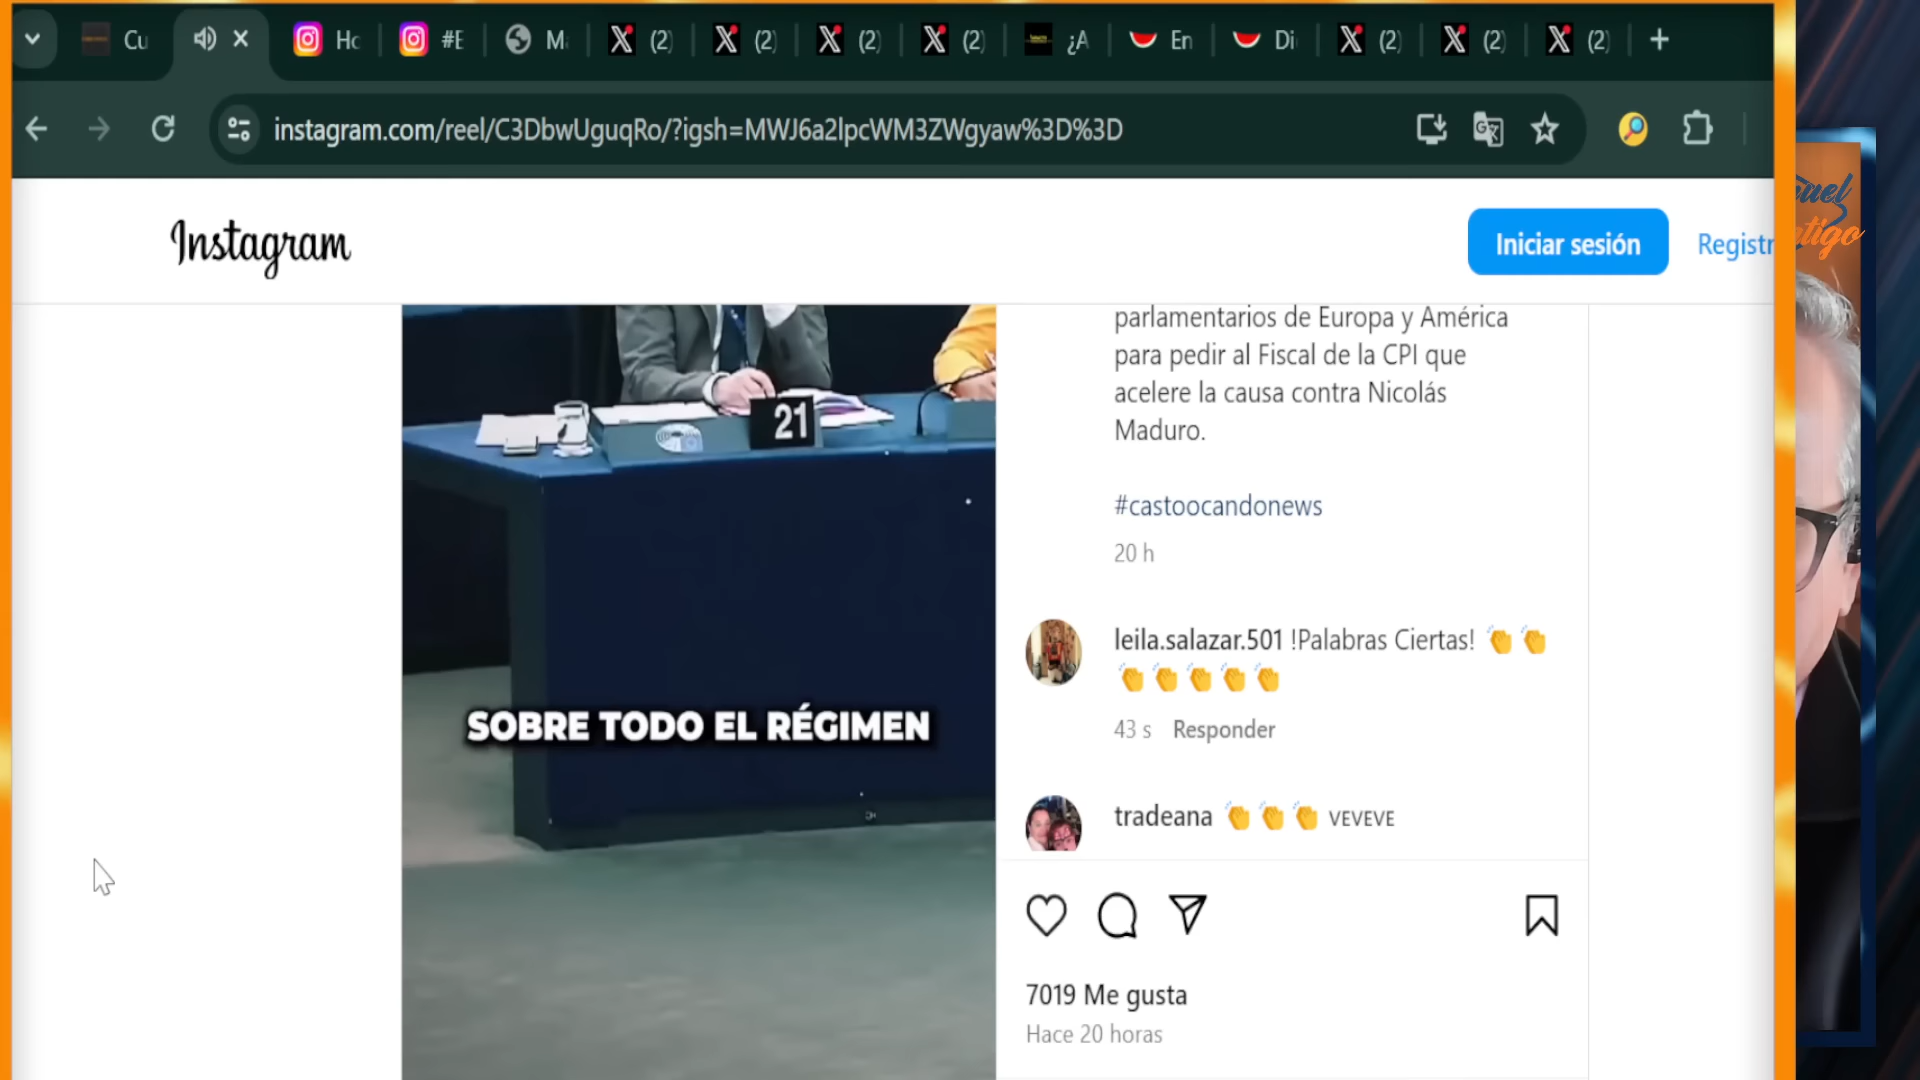 Cu
Ho
#E
M
(2)
(2)
(2)
(2)
¿A
En
Di
(2)
(2)
(2)
instagram.com/reel/C3DbwUguqRo/?igsh=MWJ6a2lpcWM3ZWgyaw%3D%3D
Instagram
Iniciar sesión
Registr
uel
ntigo
parlamentarios de Europa y América
para pedir al Fiscal de la CPI que
acelere la causa contra Nicolás
Maduro.
#castoocandonews
20 h
21
leila.salazar.501 !Palabras Ciertas! 👏👏
👏👏👏👏👏
43 s Responder
SOBRE TODO EL RÉGIMEN
tradeana 👏👏👏 VEVEVE
7019 Me gusta
Hace 20 horas